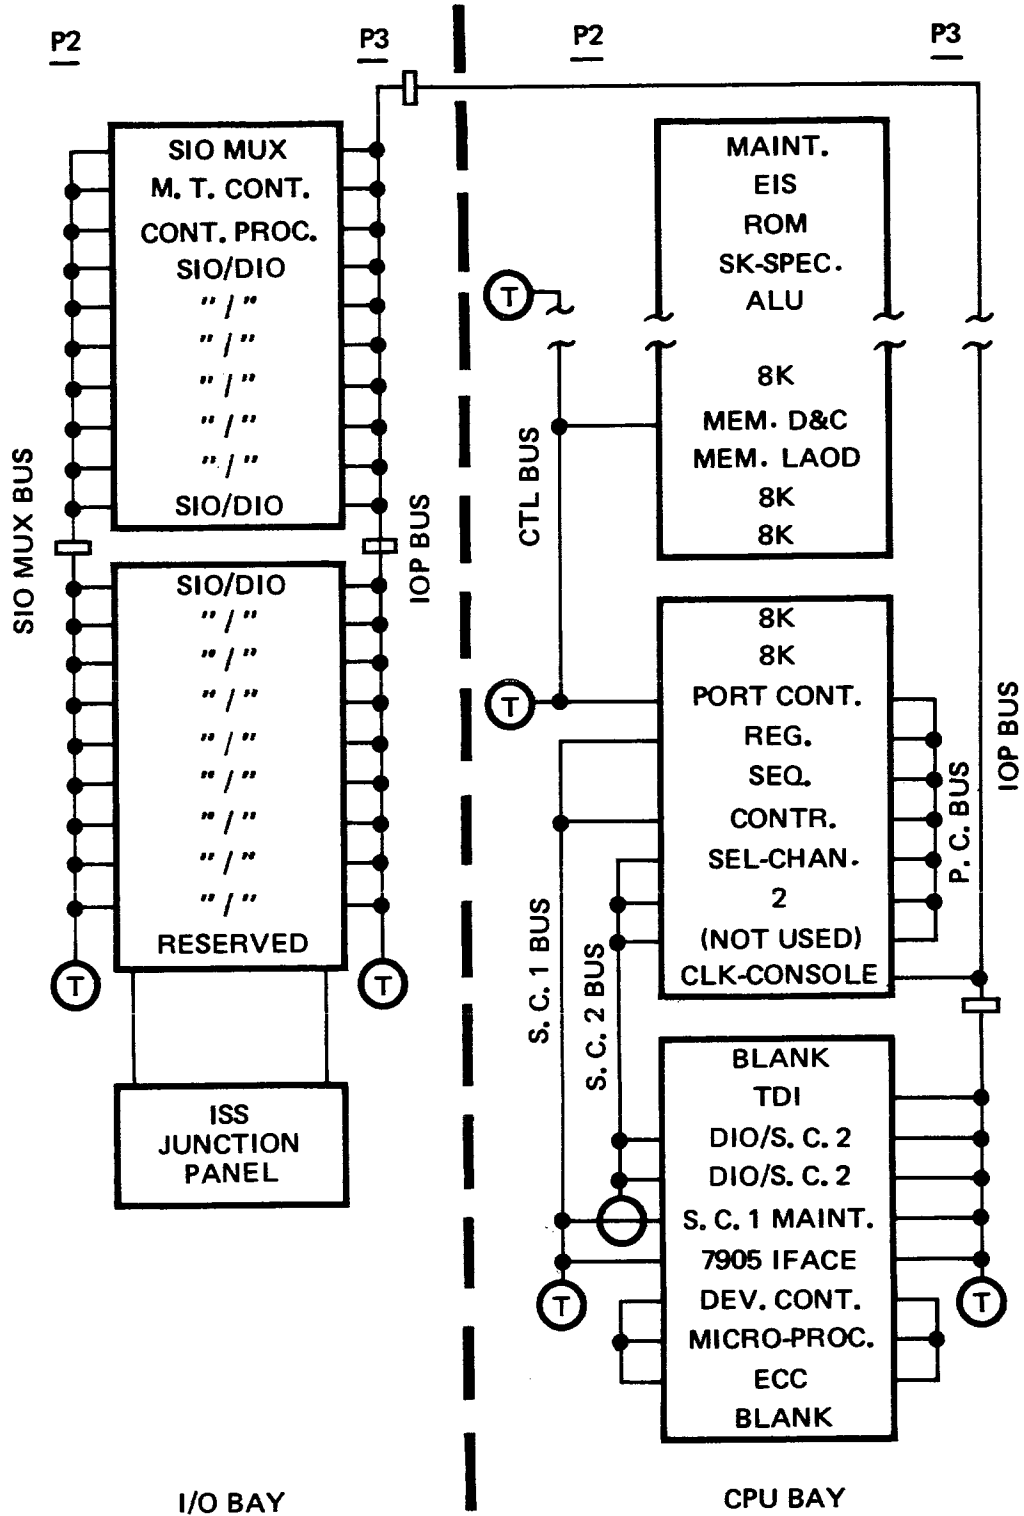 P2
P3
SIO MUX
M. T. CONT.
CONT. PROC.
SIO/DIO
" / "
" / "
" / "
" / "
" / "
SIO/DIO
SIO MUX BUS
IOP BUS
SIO/DIO
" / "
" / "
" / "
" / "
" / "
" / "
" / "
" / "
RESERVED
T
T
ISS
JUNCTION
PANEL
I/O BAY
P2
P3
MAINT.
EIS
ROM
SK-SPEC.
ALU
T
8K
MEM. D&C
MEM. LAOD
8K
8K
CTL BUS
8K
8K
PORT CONT.
REG.
SEQ.
CONTR.
SEL-CHAN.
2
(NOT USED)
CLK-CONSOLE
T
P. C. BUS
IOP BUS
S. C. 1 BUS
S. C. 2 BUS
BLANK
TDI
DIO/S. C. 2
DIO/S. C. 2
S. C. 1 MAINT.
7905 IFACE
DEV. CONT.
MICRO-PROC.
ECC
BLANK
T
T
CPU BAY